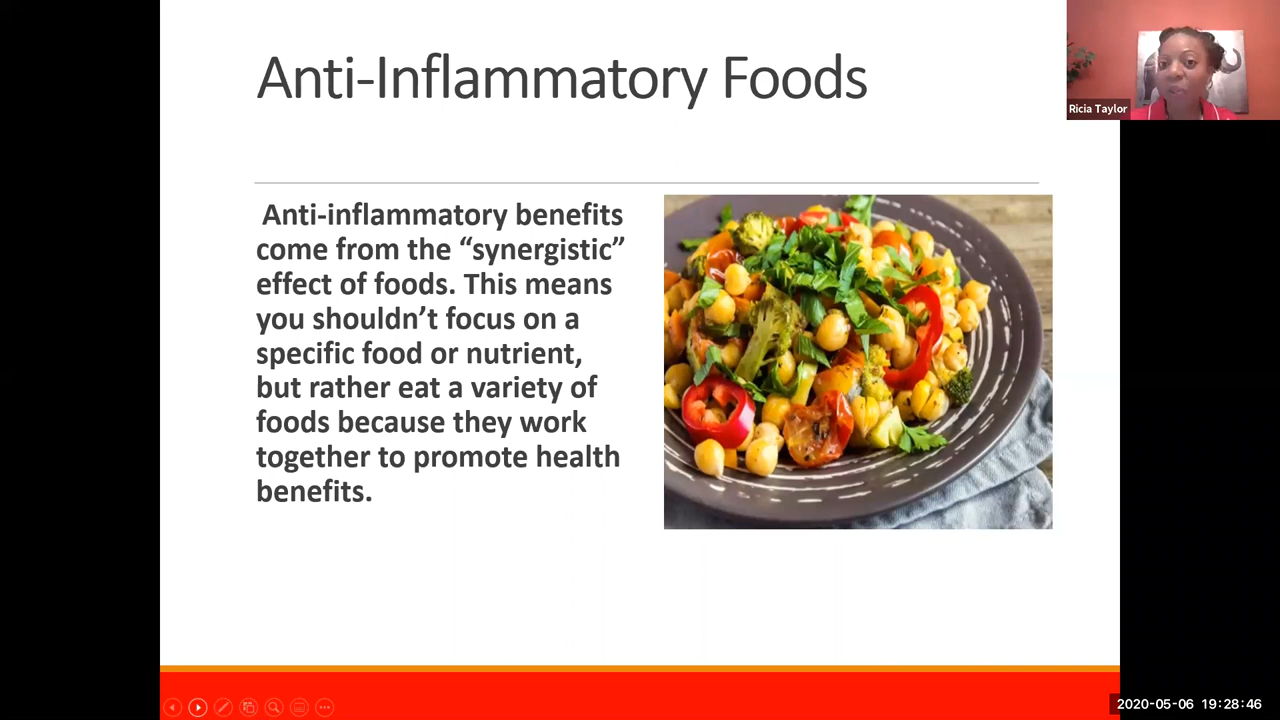 Anti-Inflammatory Foods
Ricia Taylor
Anti-inflammatory benefits
come from the “synergistic”
effect of foods. This means
you shouldn’t focus on a
specific food or nutrient,
but rather eat a variety of
foods because they work
together to promote health
benefits.
2020-05-06 19:28:46